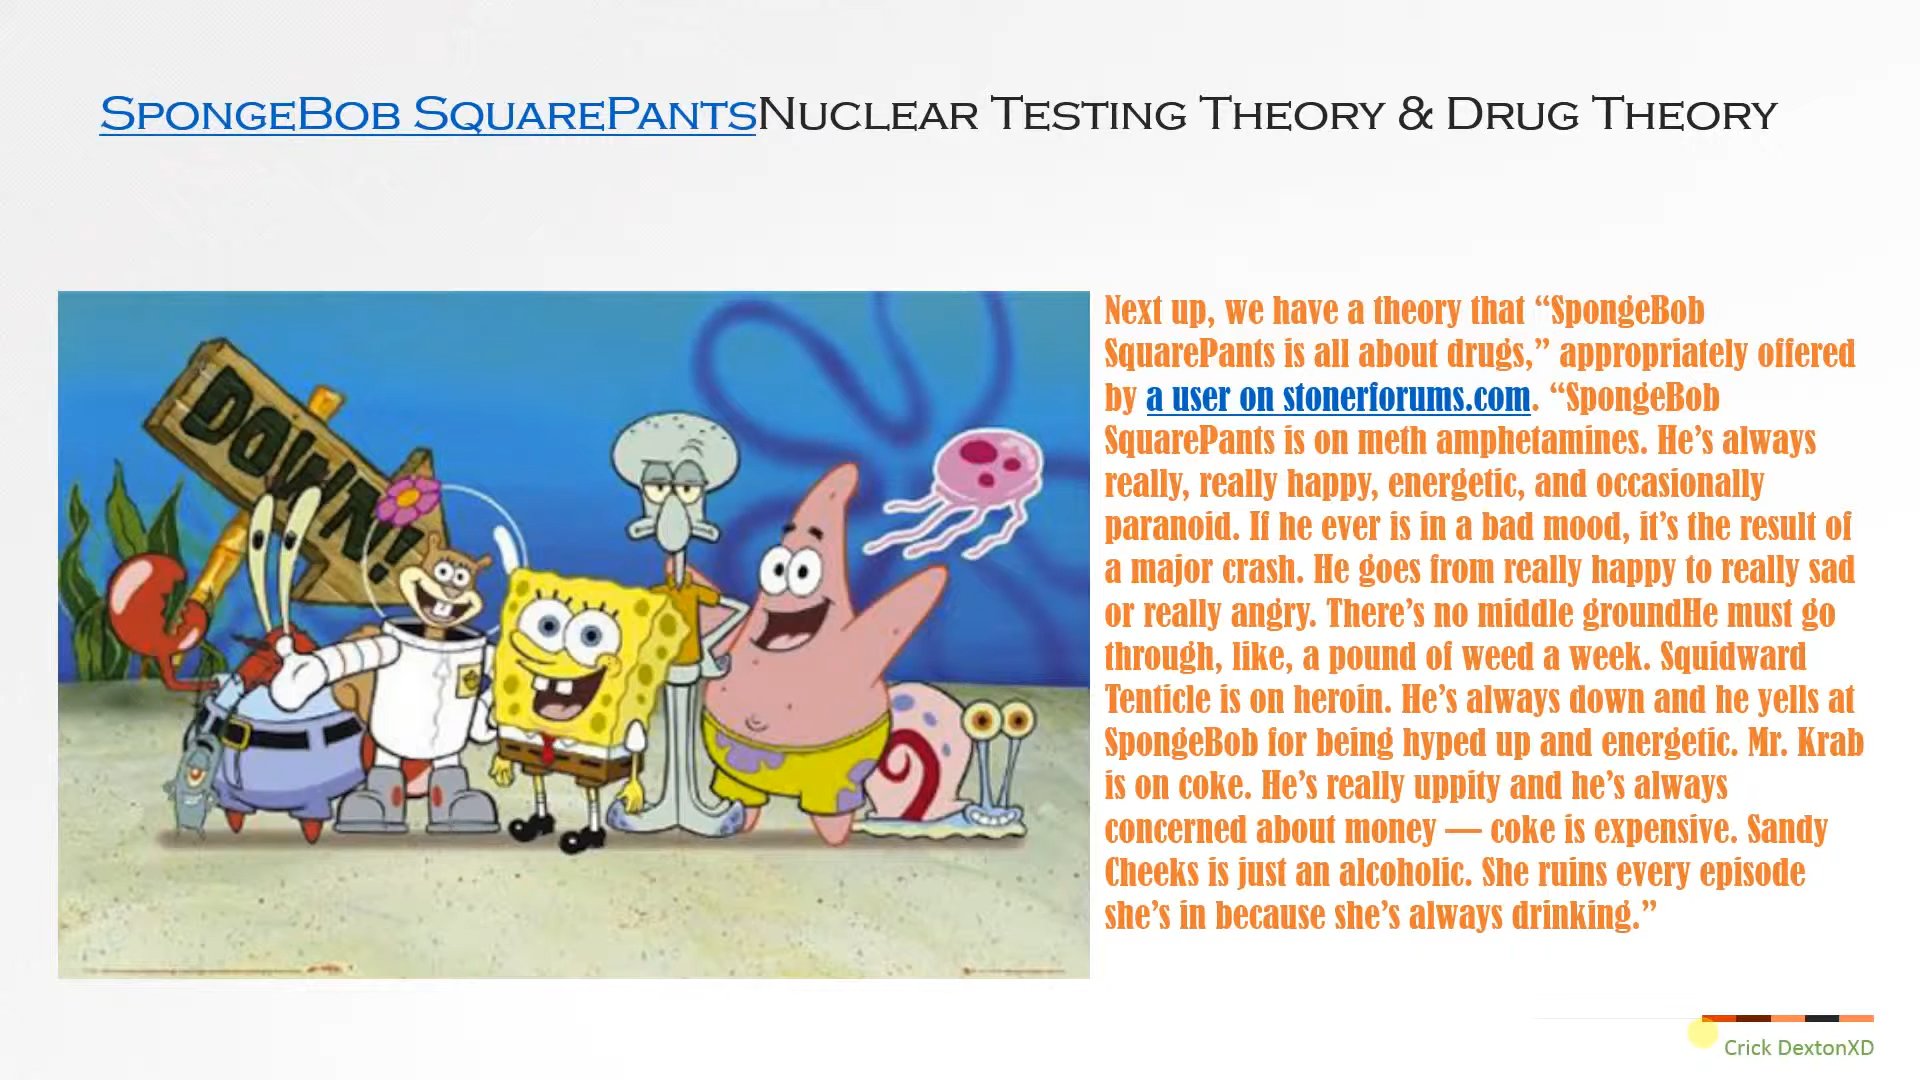 SpongeBob SquarePantsNuclear Testing Theory & Drug Theory
DOWN!
Next up, we have a theory that “SpongeBob
SquarePants is all about drugs,” appropriately offered
by a user on stonerforums.com. “SpongeBob
SquarePants is on meth amphetamines. He’s always
really, really happy, energetic, and occasionally
paranoid. If he ever is in a bad mood, it’s the result of
a major crash. He goes from really happy to really sad
or really angry. There’s no middle groundHe must go
through, like, a pound of weed a week. Squidward
Tenticle is on heroin. He’s always down and he yells at
SpongeBob for being hyped up and energetic. Mr. Krab
is on coke. He’s really uppity and he’s always
concerned about money — coke is expensive. Sandy
Cheeks is just an alcoholic. She ruins every episode
she’s in because she’s always drinking.”
Crick DextonXD